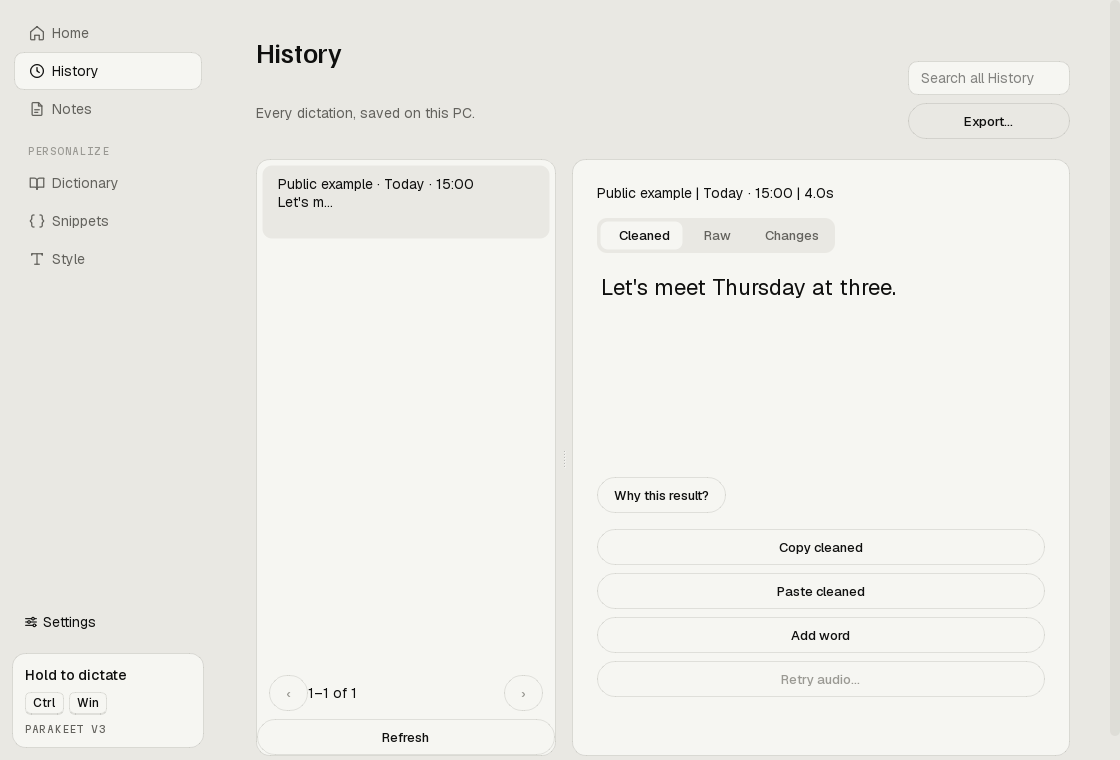 Home
History
Notes
PERSONALIZE
Dictionary
Snippets
Style
Settings
Hold to dictate
Ctrl Win
PARAKEET V3
History
Every dictation, saved on this PC.
Search all History
Export...
Public example · Today · 15:00
Let's m...
‹ 1–1 of 1 ›
Refresh
Public example | Today · 15:00 | 4.0s
Cleaned Raw Changes
Let's meet Thursday at three.
Why this result?
Copy cleaned
Paste cleaned
Add word
Retry audio...